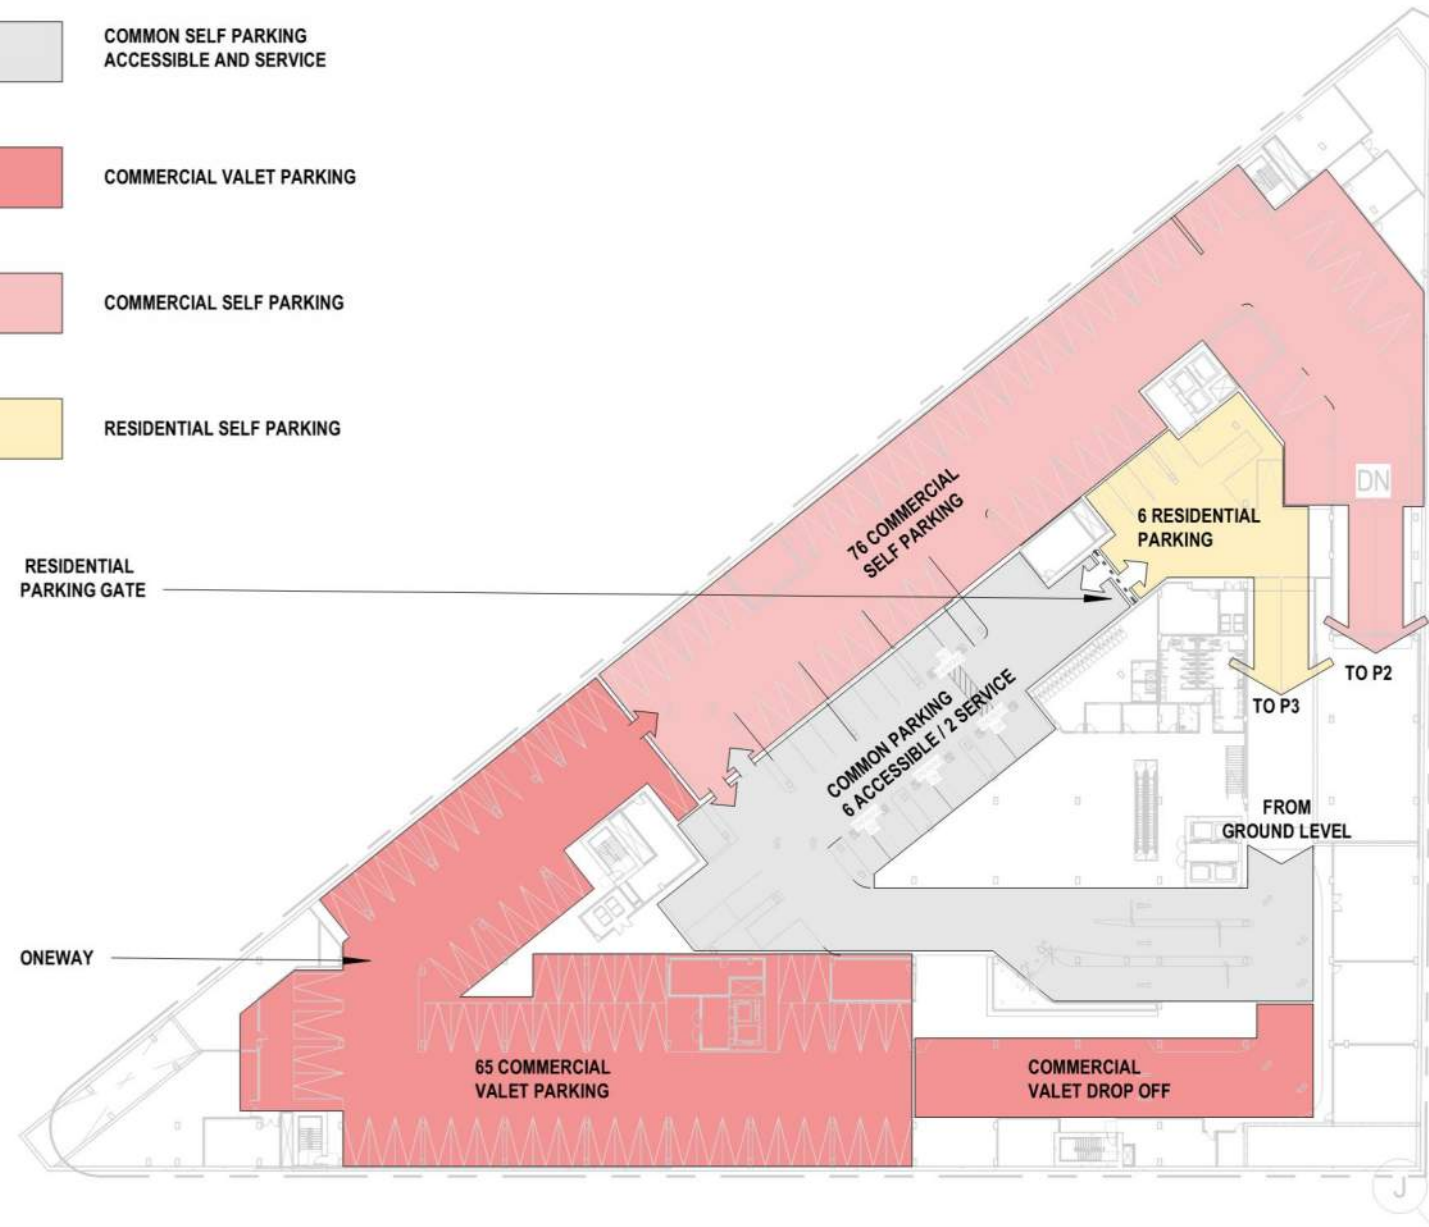 COMMON SELF PARKING
ACCESSIBLE AND SERVICE
COMMERCIAL VALET PARKING
COMMERCIAL SELF PARKING
RESIDENTIAL SELF PARKING
RESIDENTIAL
PARKING GATE
76 COMMERCIAL
SELF PARKING
6 RESIDENTIAL
PARKING
DN
TO P2
TO P3
COMMON PARKING
6 ACCESSIBLE / 2 SERVICE
FROM
GROUND LEVEL
ONEWAY
65 COMMERCIAL
VALET PARKING
COMMERCIAL
VALET DROP OFF
J